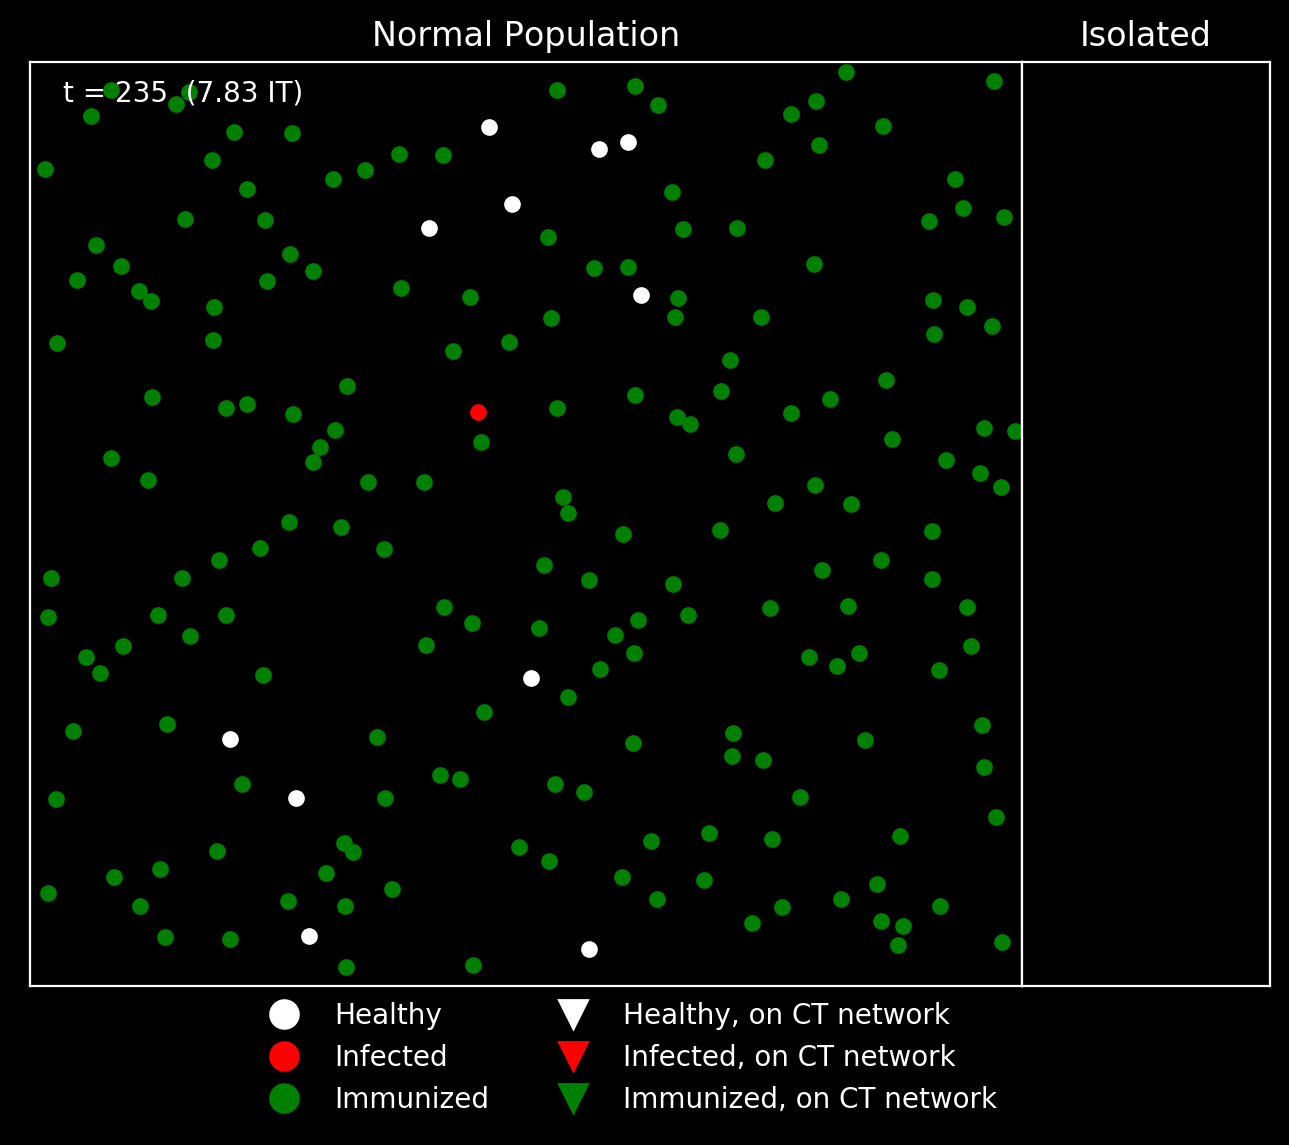 Normal Population
Isolated
t = 235  (7.83 IT)
Healthy
Infected
Immunized
Healthy, on CT network
Infected, on CT network
Immunized, on CT network